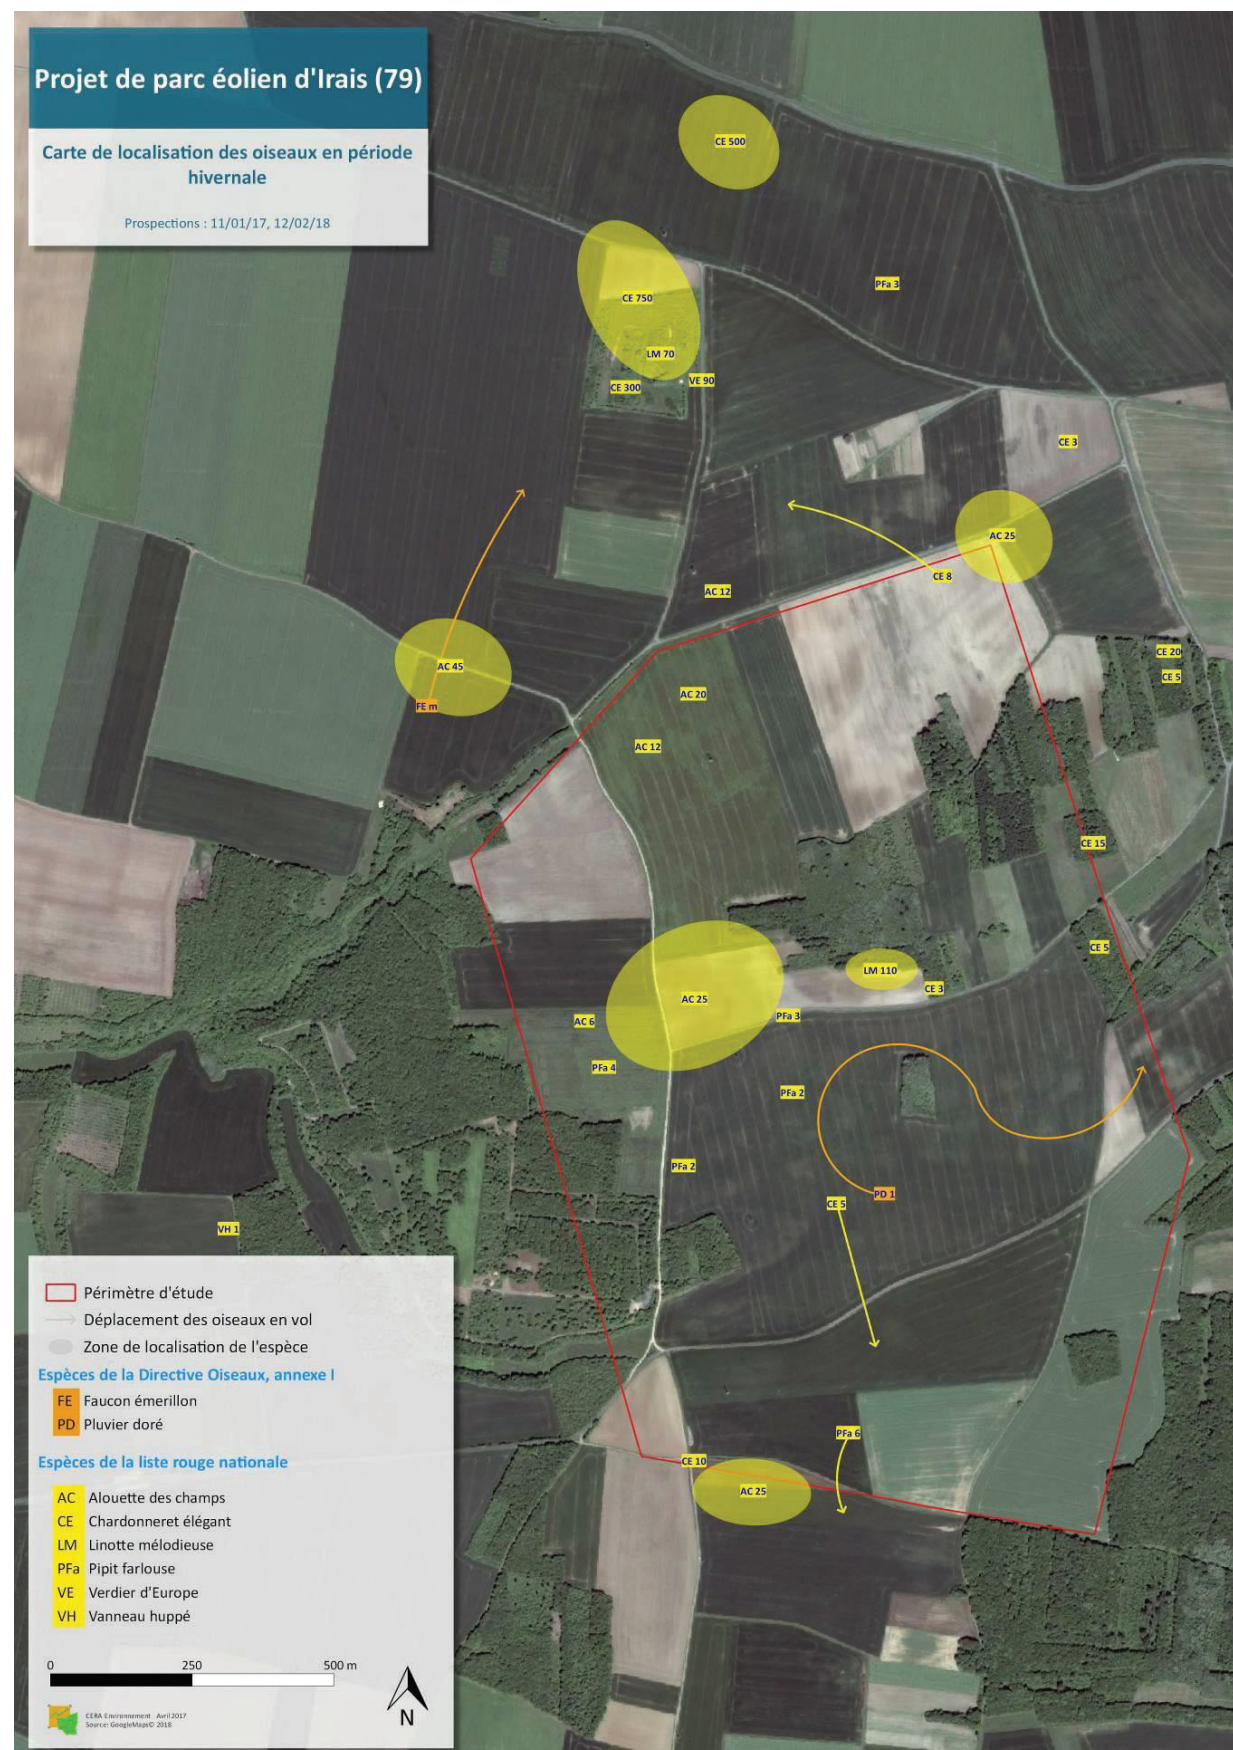 Projet de parc éolien d'Irais (79)
Carte de localisation des oiseaux en période
hivernale
Prospections : 11/01/17, 12/02/18
CE 500
CE 750
PFa 3
LM 70
CE 300
VE 90
CE 3
AC 25
CE 8
AC 12
CE 20
CE 5
AC 45
FE m
AC 20
AC 12
CE 15
CE 5
LM 110
CE 3
AC 25
PFa 3
AC 6
PFa 4
PFa 2
PFa 2
PD 1
CE 5
VH 1
PFa 6
CE 10
AC 25
Périmètre d'étude
Déplacement des oiseaux en vol
Zone de localisation de l'espèce
Espèces de la Directive Oiseaux, annexe I
FE Faucon émerillon
PD Pluvier doré
Espèces de la liste rouge nationale
AC Alouette des champs
CE Chardonneret élégant
LM Linotte mélodieuse
PFa Pipit farlouse
VE Verdier d'Europe
VH Vanneau huppé
0 250 500 m
N
CERA Environnement Avril 2017
Source: GoogleMaps© 2018